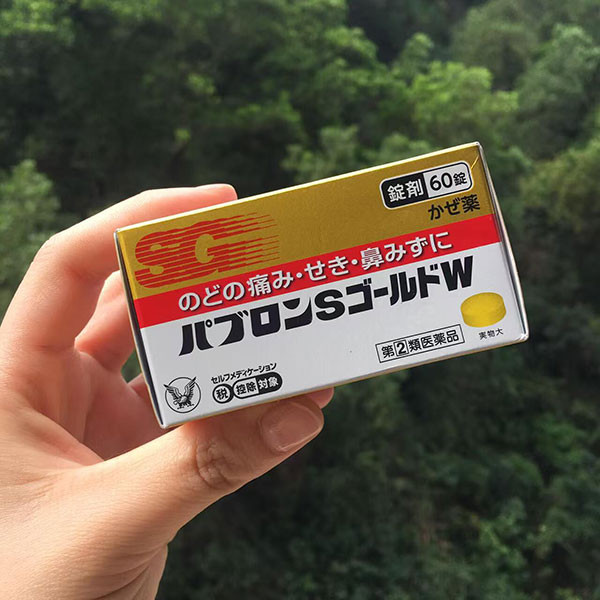 錠剤 60錠
かぜ薬
SG
のどの痛み・せき・鼻みずに
パブロンSゴールドW
実物大
第②類医薬品
セルフメディケーション
税 控除対象